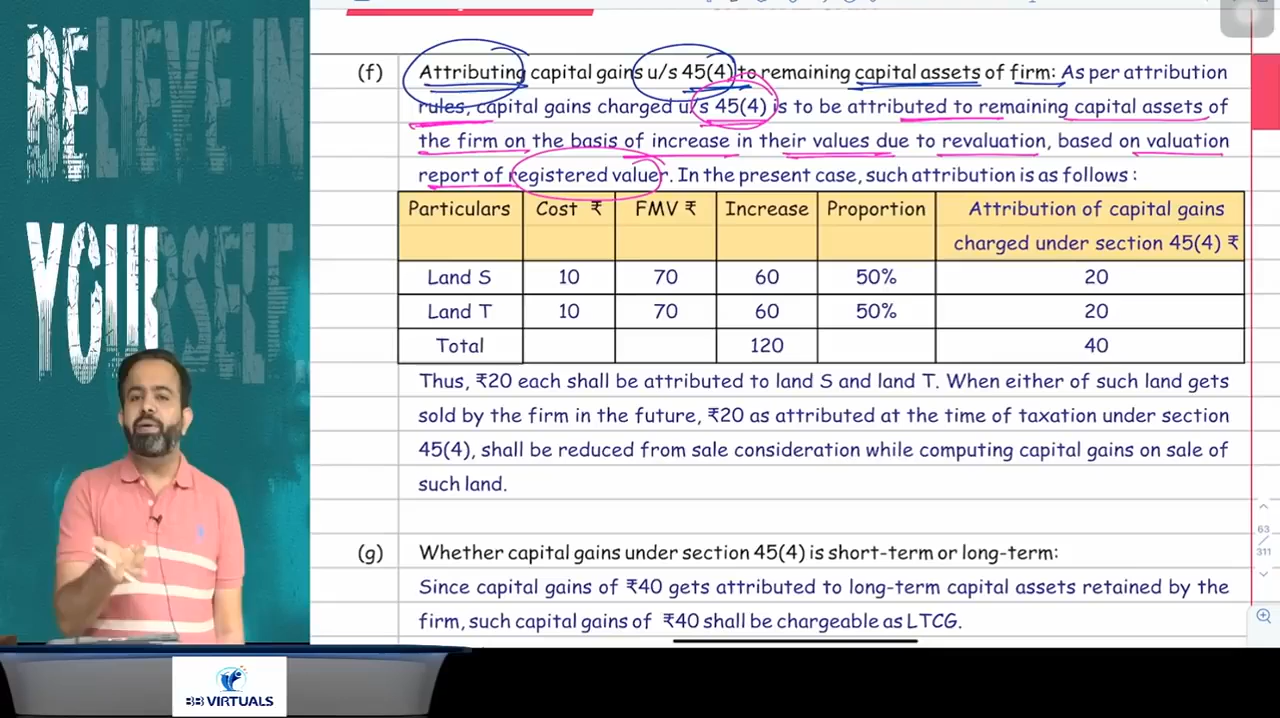 BELIEVE IN
YOURSELF
(f) Attributing capital gains u/s 45(4) to remaining capital assets of firm: As per attribution
rules, capital gains charged u/s 45(4) is to be attributed to remaining capital assets of
the firm on the basis of increase in their values due to revaluation, based on valuation
report of registered valuer. In the present case, such attribution is as follows :
Particulars Cost ₹ FMV ₹ Increase Proportion Attribution of capital gains
charged under section 45(4) ₹
Land S 10 70 60 50% 20
Land T 10 70 60 50% 20
Total 120 40
Thus, ₹20 each shall be attributed to land S and land T. When either of such land gets
sold by the firm in the future, ₹20 as attributed at the time of taxation under section
45(4), shall be reduced from sale consideration while computing capital gains on sale of
such land.
(g) Whether capital gains under section 45(4) is short-term or long-term:
Since capital gains of ₹40 gets attributed to long-term capital assets retained by the
firm, such capital gains of ₹40 shall be chargeable as LTCG.
63
/
311
BB VIRTUALS